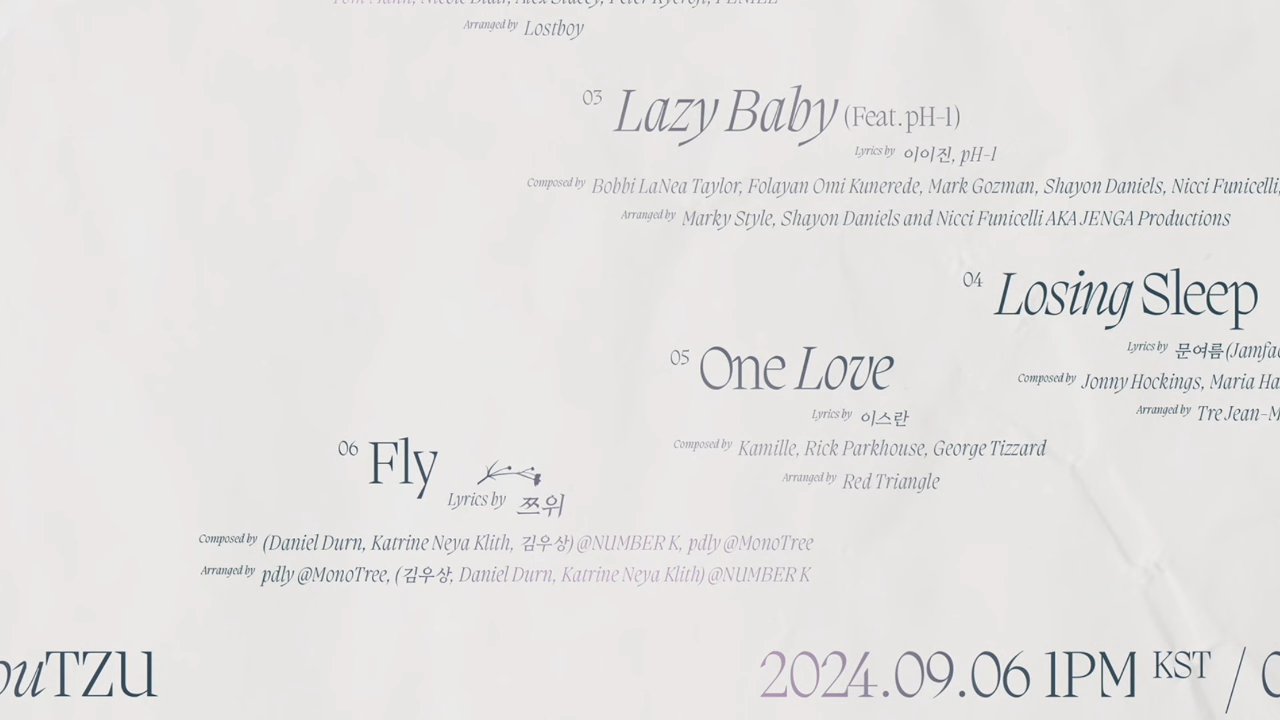 Arranged by Lostboy
03 Lazy Baby (Feat. pH-1)
Lyrics by 이이진, pH-1
Composed by Bobbi LaNea Taylor, Folayan Omi Kunerede, Mark Gozman, Shayon Daniels, Nicci Funicelli,
Arranged by Marky Style, Shayon Daniels and Nicci Funicelli AKA JENGA Productions
04 Losing Sleep
Lyrics by 문여름 (Jamfac
Composed by Jonny Hockings, Maria Ha
Arranged by Tre Jean-M
05 One Love
Lyrics by 이스란
Composed by Kamille, Rick Parkhouse, George Tizzard
Arranged by Red Triangle
06 Fly
Lyrics by 쯔위
Composed by (Daniel Durn, Katrine Neya Klith, 김우상) @NUMBER K, pdly @MonoTree
Arranged by pdly @MonoTree, (김우상, Daniel Durn, Katrine Neya Klith) @NUMBER K
ouTZU
2024.09.06 1PM KST / 0